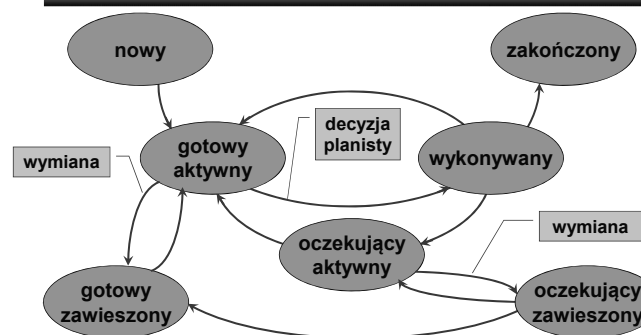 nowy
zakończony
decyzja
planisty
gotowy
aktywny
wykonywany
wymiana
wymiana
oczekujący
aktywny
gotowy
zawieszony
oczekujący
zawieszony